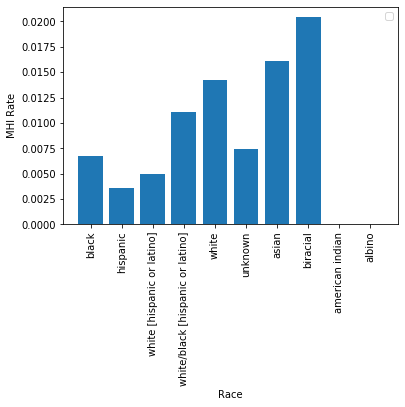 0.0200
0.0175
0.0150
0.0125
0.0100
0.0075
0.0050
0.0025
0.0000
MHI Rate
black
hispanic
white [hispanic or latino]
white/black [hispanic or latino]
white
unknown
asian
biracial
american indian
albino
Race